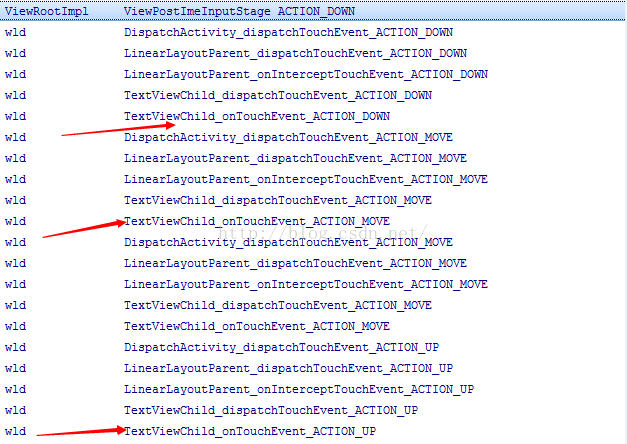 ViewRootImpl ViewPostImeInputStage ACTION_DOWN
wld DispatchActivity_dispatchTouchEvent_ACTION_DOWN
wld LinearLayoutParent_dispatchTouchEvent_ACTION_DOWN
wld LinearLayoutParent_onInterceptTouchEvent_ACTION_DOWN
wld TextViewChild_dispatchTouchEvent_ACTION_DOWN
wld TextViewChild_onTouchEvent_ACTION_DOWN
wld DispatchActivity_dispatchTouchEvent_ACTION_MOVE
wld LinearLayoutParent_dispatchTouchEvent_ACTION_MOVE
wld LinearLayoutParent_onInterceptTouchEvent_ACTION_MOVE
wld TextViewChild_dispatchTouchEvent_ACTION_MOVE
wld TextViewChild_onTouchEvent_ACTION_MOVE
http://blog.csdn.net/
wld DispatchActivity_dispatchTouchEvent_ACTION_MOVE
wld LinearLayoutParent_dispatchTouchEvent_ACTION_MOVE
wld LinearLayoutParent_onInterceptTouchEvent_ACTION_MOVE
wld TextViewChild_dispatchTouchEvent_ACTION_MOVE
wld TextViewChild_onTouchEvent_ACTION_MOVE
wld DispatchActivity_dispatchTouchEvent_ACTION_UP
wld LinearLayoutParent_dispatchTouchEvent_ACTION_UP
wld LinearLayoutParent_onInterceptTouchEvent_ACTION_UP
wld TextViewChild_dispatchTouchEvent_ACTION_UP
wld TextViewChild_onTouchEvent_ACTION_UP